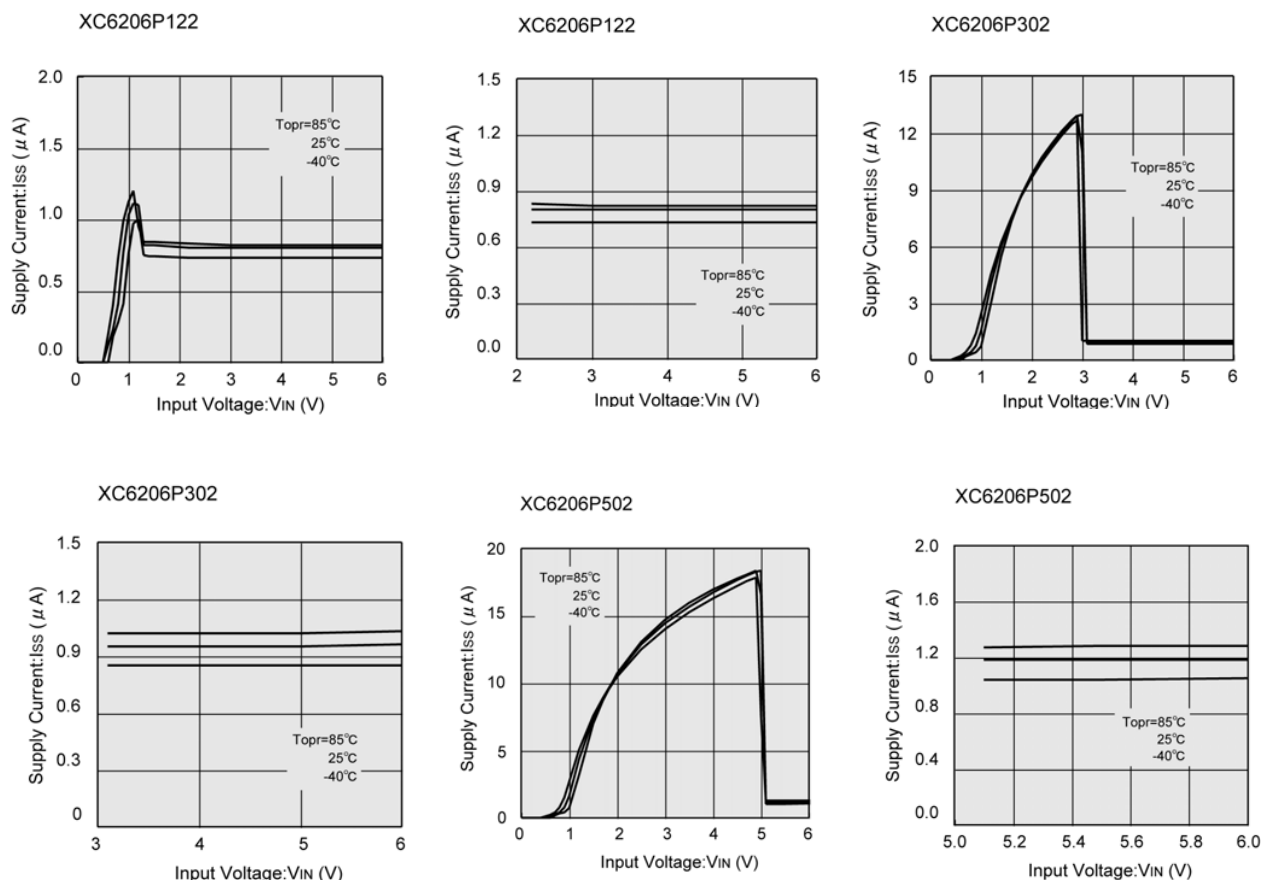 XC6206P122
2.0
1.5
1.0
0.5
0.0
Supply Current:ISS ( μ A)
Topr=85℃
25℃
-40℃
0 1 2 3 4 5 6
Input Voltage:VIN (V)
XC6206P122
1.5
1.2
0.9
0.6
0.3
0.0
Supply Current:ISS ( μ A)
Topr=85℃
25℃
-40℃
2 3 4 5 6
Input Voltage:VIN (V)
XC6206P302
15
12
9
6
3
0
Supply Current:ISS ( μ A)
Topr=85℃
25℃
-40℃
0 1 2 3 4 5 6
Input Voltage:VIN (V)
XC6206P302
1.5
1.2
0.9
0.6
0.3
0
Supply Current:ISS ( μ A)
Topr=85℃
25℃
-40℃
3 4 5 6
Input Voltage:VIN (V)
XC6206P502
20
15
10
5
0
Supply Current:ISS ( μ A)
Topr=85℃
25℃
-40℃
0 1 2 3 4 5 6
Input Voltage:VIN (V)
XC6206P502
2.0
1.6
1.2
0.8
0.4
0.0
Supply Current:ISS ( μ A)
Topr=85℃
25℃
-40℃
5.0 5.2 5.4 5.6 5.8 6.0
Input Voltage:VIN (V)